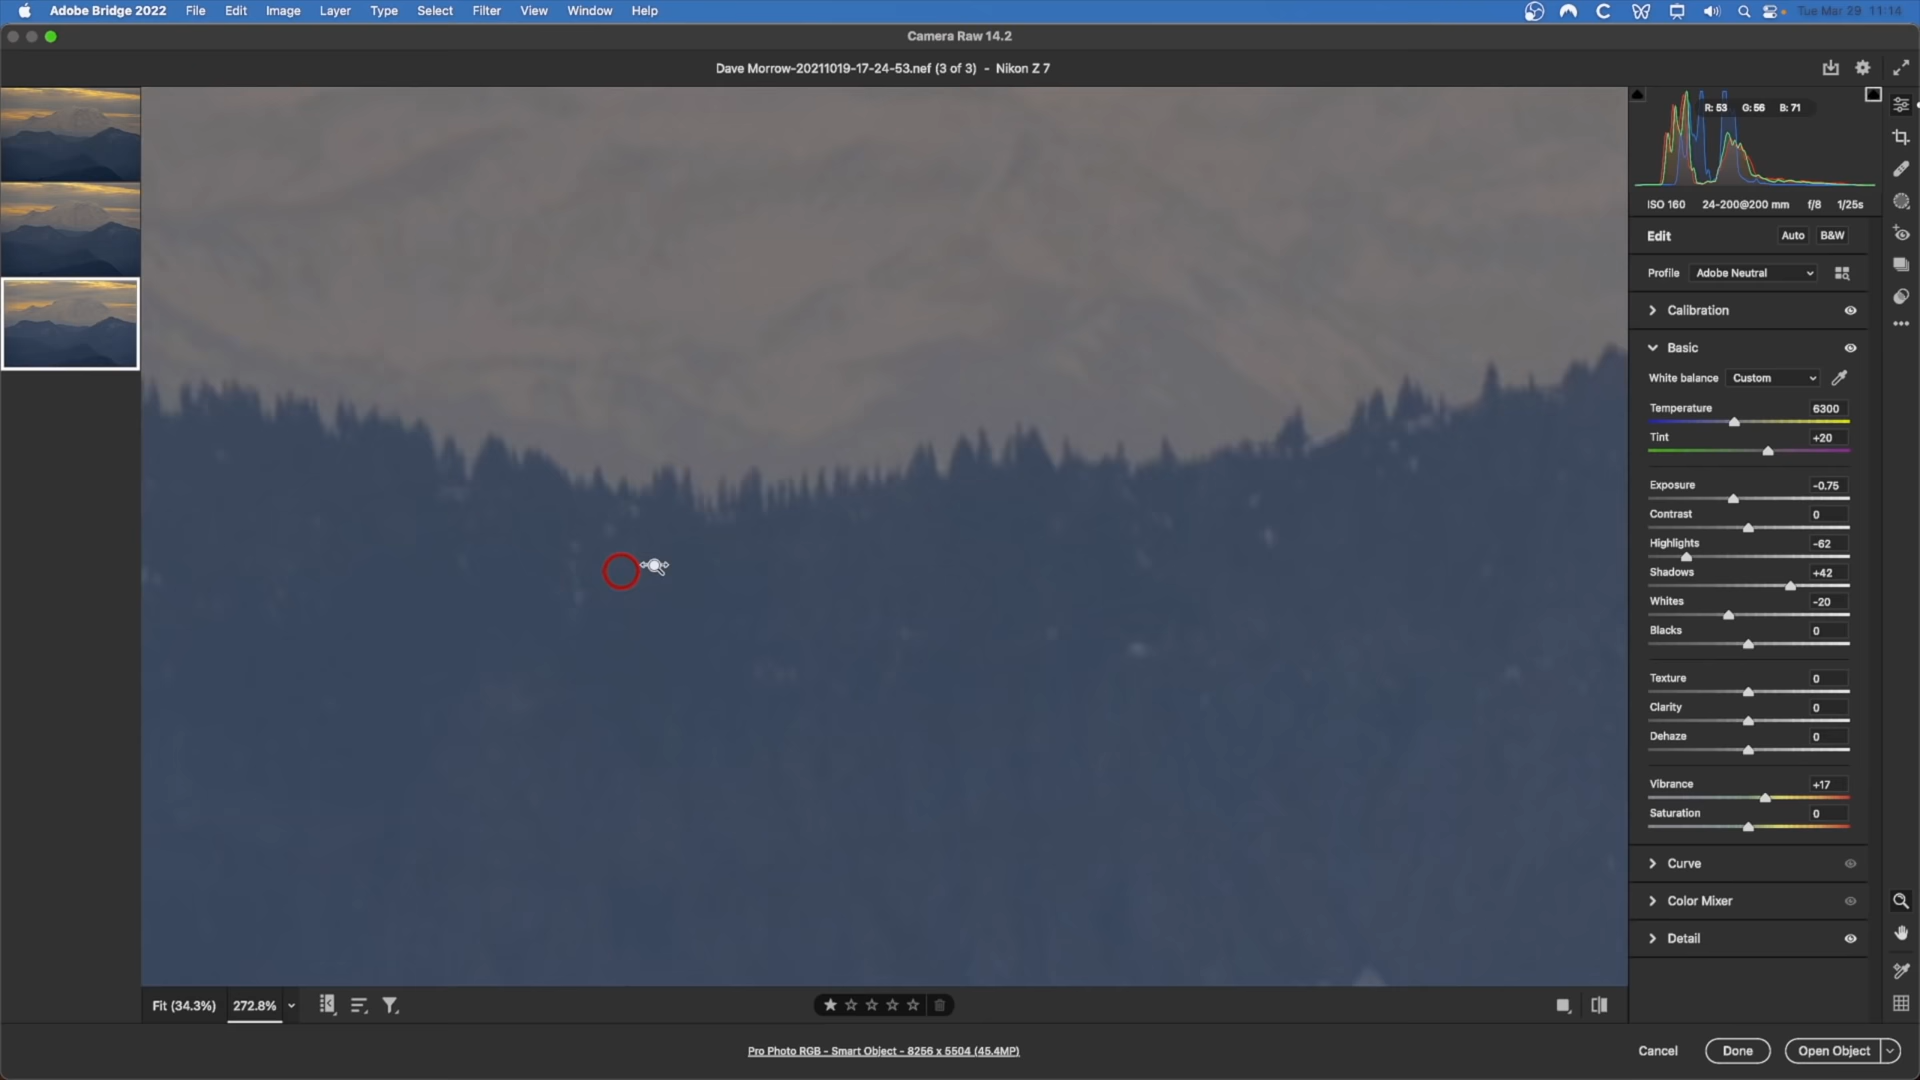 Adobe Bridge 2022 File Edit Image Layer Type Select Filter View Window Help Tue Mar 29 11:14
Camera Raw 14.2
Dave Morrow-20211019-17-24-53.nef (3 of 3) - Nikon Z 7
R: 53 G: 56 B: 71
ISO 160 24-200@200 mm f/8 1/25s
Edit Auto B&W
Profile Adobe Neutral
Calibration
Basic
White balance Custom
Temperature 6300
Tint +20
Exposure -0.75
Contrast 0
Highlights -62
Shadows +42
Whites -20
Blacks 0
Texture 0
Clarity 0
Dehaze 0
Vibrance +17
Saturation 0
Curve
Color Mixer
Detail
Fit (34.3%) 272.8%
Pro Photo RGB - Smart Object - 8256 x 5504 (45.4MP)
Cancel Done Open Object